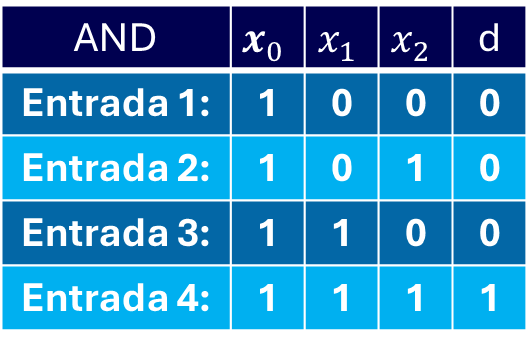 AND x₀ x₁ x₂ d
Entrada 1: 1 0 0 0
Entrada 2: 1 0 1 0
Entrada 3: 1 1 0 0
Entrada 4: 1 1 1 1